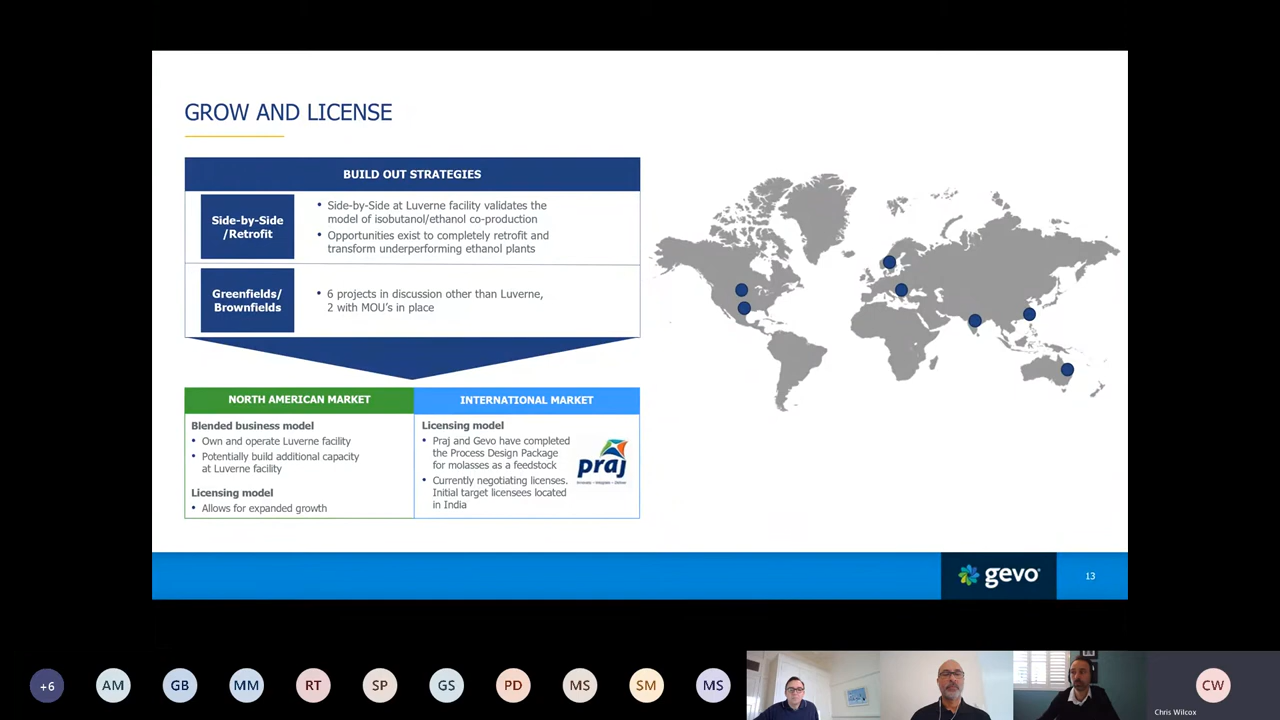 GROW AND LICENSE
BUILD OUT STRATEGIES
Side-by-Side
/Retrofit
• Side-by-Side at Luverne facility validates the
model of isobutanol/ethanol co-production
• Opportunities exist to completely retrofit and
transform underperforming ethanol plants
Greenfields/
Brownfields
• 6 projects in discussion other than Luverne,
2 with MOU's in place
NORTH AMERICAN MARKET
Blended business model
• Own and operate Luverne facility
• Potentially build additional capacity
at Luverne facility
Licensing model
• Allows for expanded growth
INTERNATIONAL MARKET
Licensing model
• Praj and Gevo have completed
the Process Design Package
for molasses as a feedstock
• Currently negotiating licenses.
Initial target licensees located
in India
praj
gevo
13
+6
AM
GB
MM
RT
SP
GS
PD
MS
SM
MS
CW
Chris Wilcox